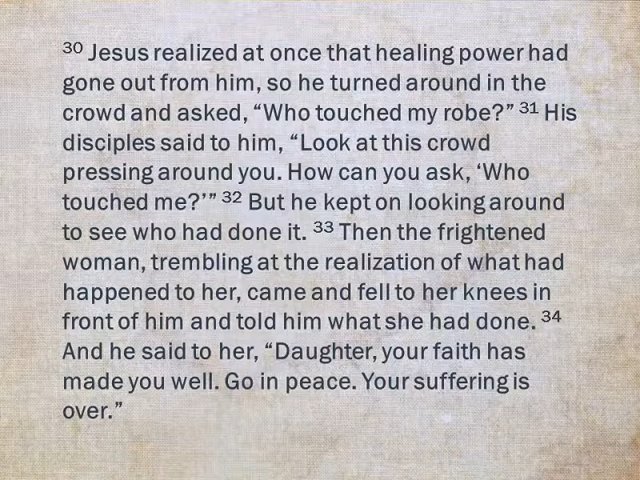 30 Jesus realized at once that healing power had
gone out from him, so he turned around in the
crowd and asked, “Who touched my robe?” 31 His
disciples said to him, “Look at this crowd
pressing around you. How can you ask, ‘Who
touched me?’” 32 But he kept on looking around
to see who had done it. 33 Then the frightened
woman, trembling at the realization of what had
happened to her, came and fell to her knees in
front of him and told him what she had done. 34
And he said to her, “Daughter, your faith has
made you well. Go in peace. Your suffering is
over.”